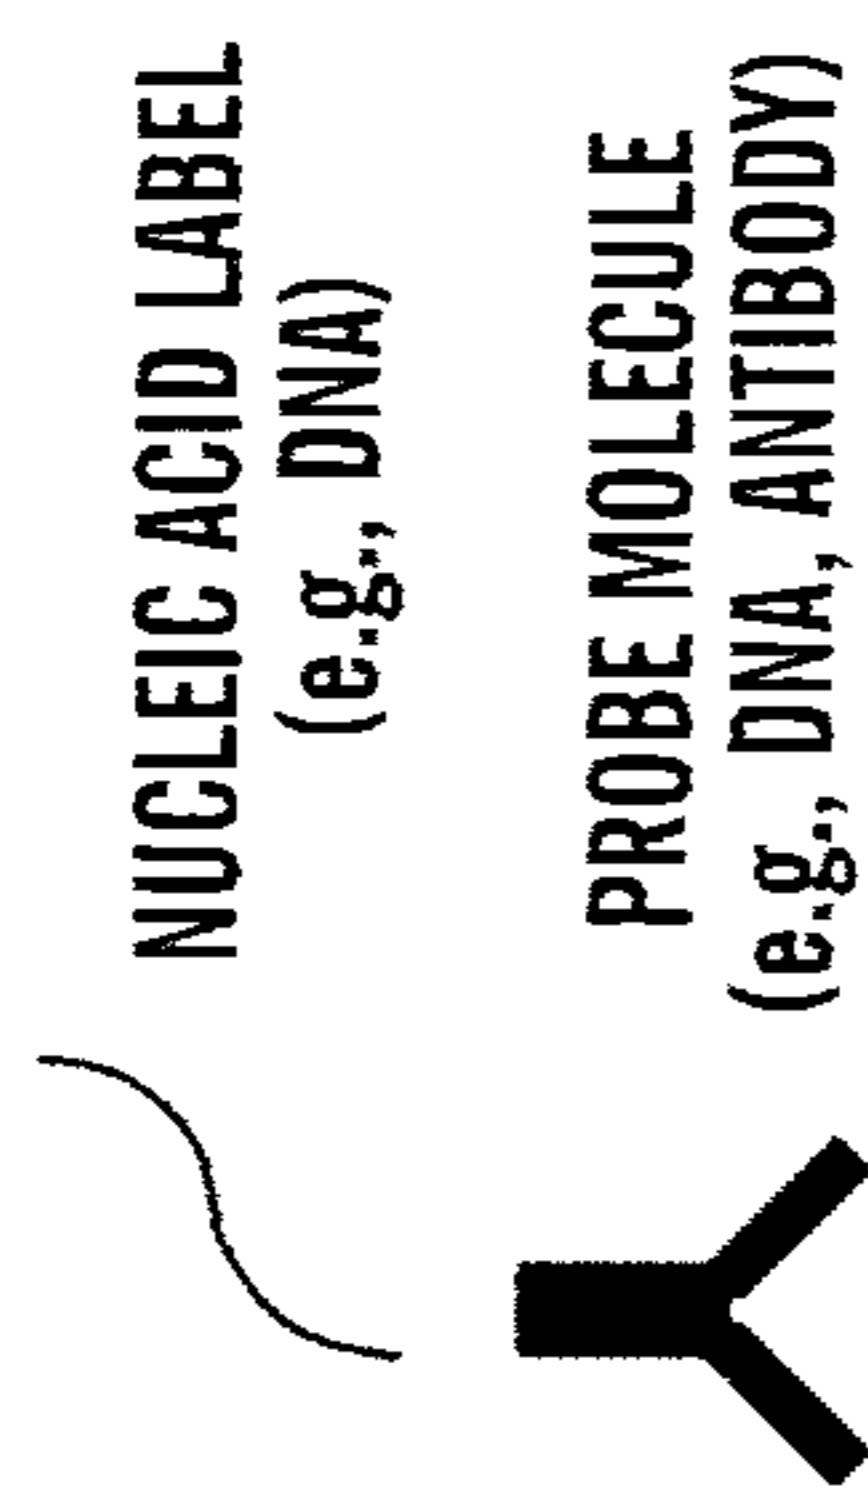 NUCLEIC ACID LABEL
(e.g., DNA)
PROBE MOLECULE
(e.g., DNA, ANTIBODY)